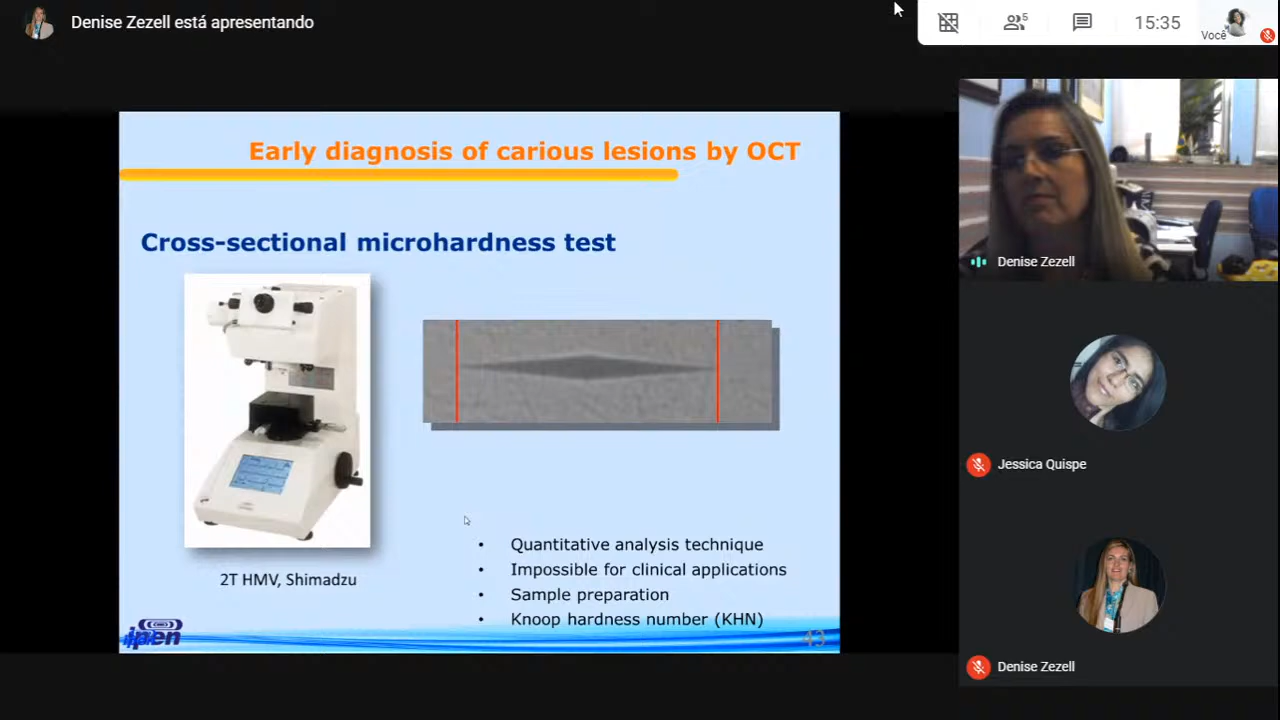 Denise Zezell está apresentando
5
15:35
Você
Early diagnosis of carious lesions by OCT
Cross-sectional microhardness test
2T HMV, Shimadzu
• Quantitative analysis technique
• Impossible for clinical applications
• Sample preparation
• Knoop hardness number (KHN)
ipen
43
Denise Zezell
Jessica Quispe
Denise Zezell